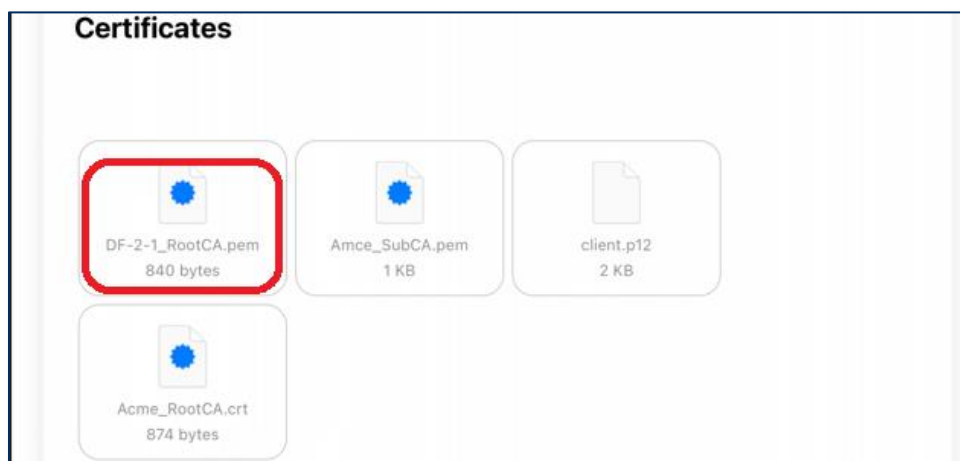 Certificates
DF-2-1_RootCA.pem
840 bytes
Amce_SubCA.pem
1 KB
client.p12
2 KB
Acme_RootCA.crt
874 bytes